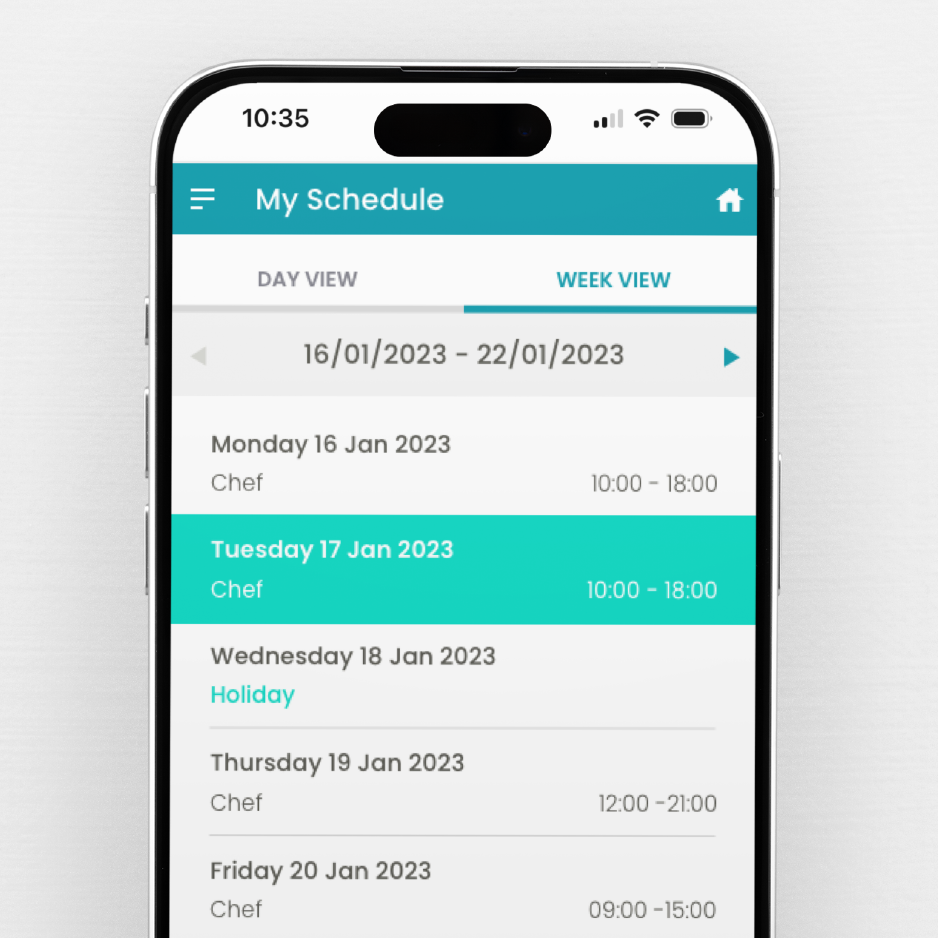 10:35
My Schedule
DAY VIEW WEEK VIEW
16/01/2023 - 22/01/2023
Monday 16 Jan 2023
Chef 10:00 - 18:00
Tuesday 17 Jan 2023
Chef 10:00 - 18:00
Wednesday 18 Jan 2023
Holiday
Thursday 19 Jan 2023
Chef 12:00 -21:00
Friday 20 Jan 2023
Chef 09:00 -15:00